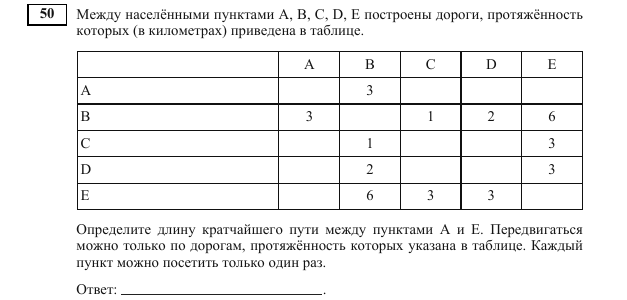 50 Между населёнными пунктами A, B, C, D, E построены дороги, протяжённость
которых (в километрах) приведена в таблице.
A B C D E
A 3
B 3 1 2 6
C 1 3
D 2 3
E 6 3 3
Определите длину кратчайшего пути между пунктами A и E. Передвигаться
можно только по дорогам, протяжённость которых указана в таблице. Каждый
пункт можно посетить только один раз.
Ответ: ______________________.